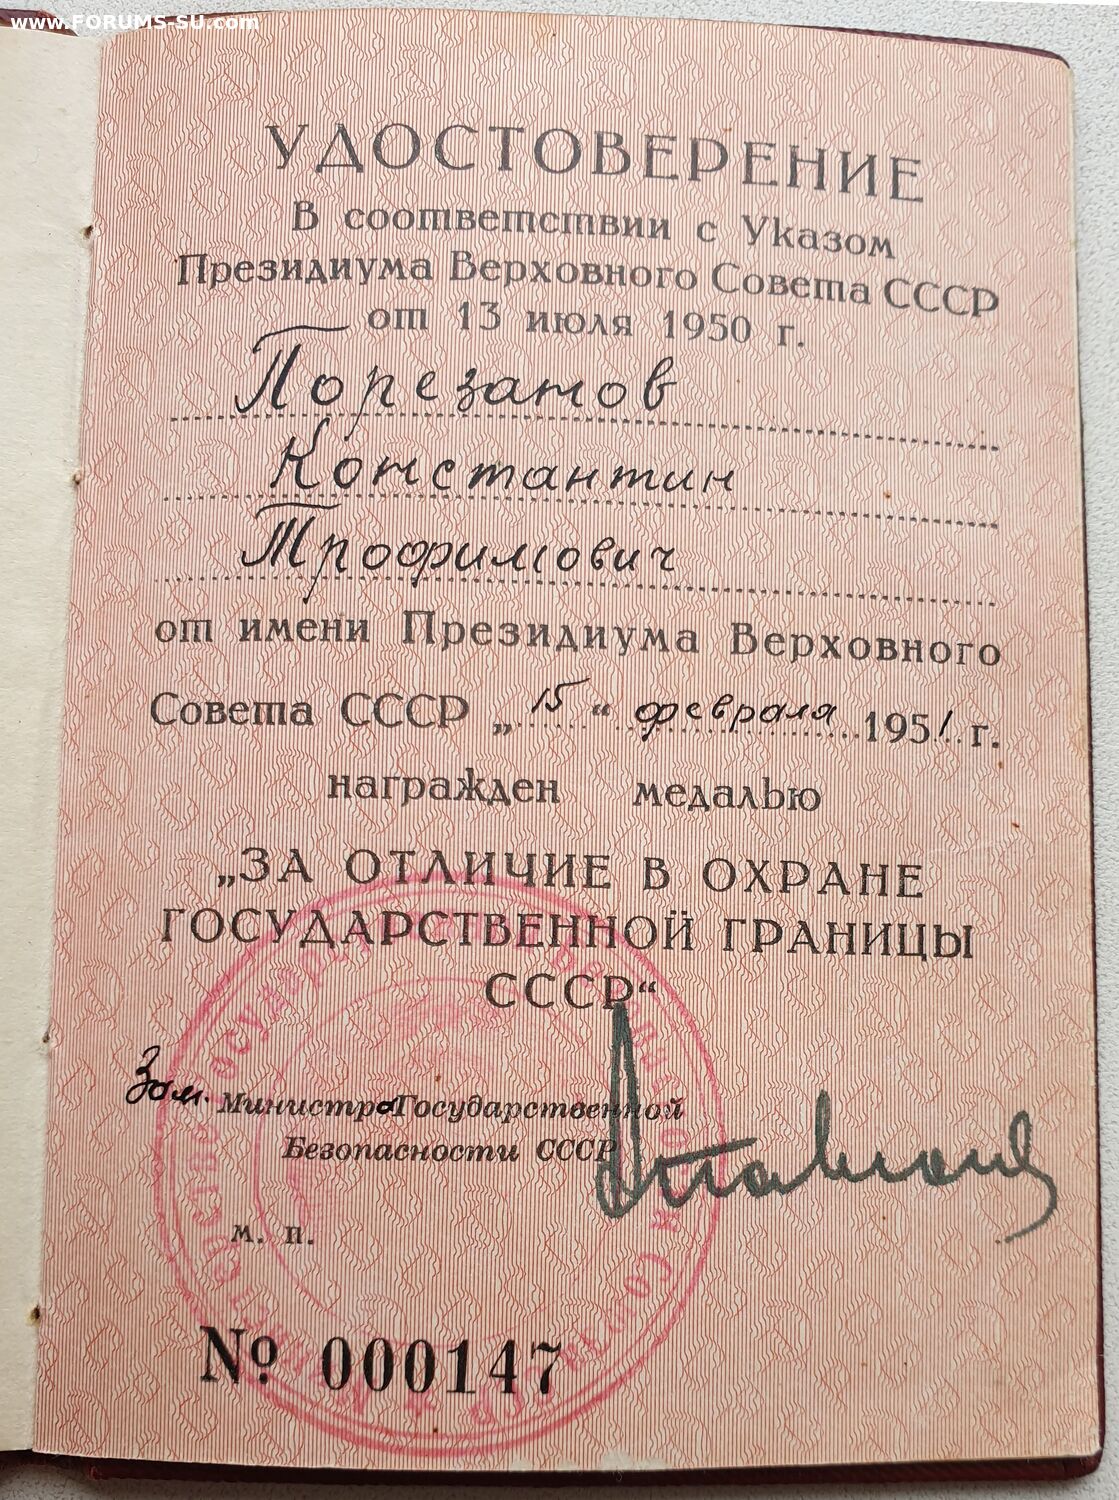 www.FORUMS-SU.com
УДОСТОВЕРЕНИЕ
В соответствии с Указом
Президиума Верховного Совета СССР
от 13 июля 1950 г.
Порезанов
Константин
Трофимович
от имени Президиума Верховного
Совета СССР „15“ февраля 1951 г.
награжден медалью
„ЗА ОТЛИЧИЕ В ОХРАНЕ
ГОСУДАРСТВЕННОЙ ГРАНИЦЫ
СССР“
Зам. Министра Государственной
Безопасности СССР
м. п.
№ 000147